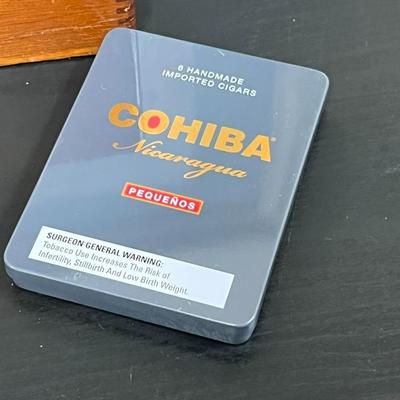 6 HANDMADE
IMPORTED CIGARS
COHIBA®
Nicaragua
PEQUEÑOS
SURGEON GENERAL WARNING:
Tobacco Use Increases The Risk of
Infertility, Stillbirth And Low Birth Weight.